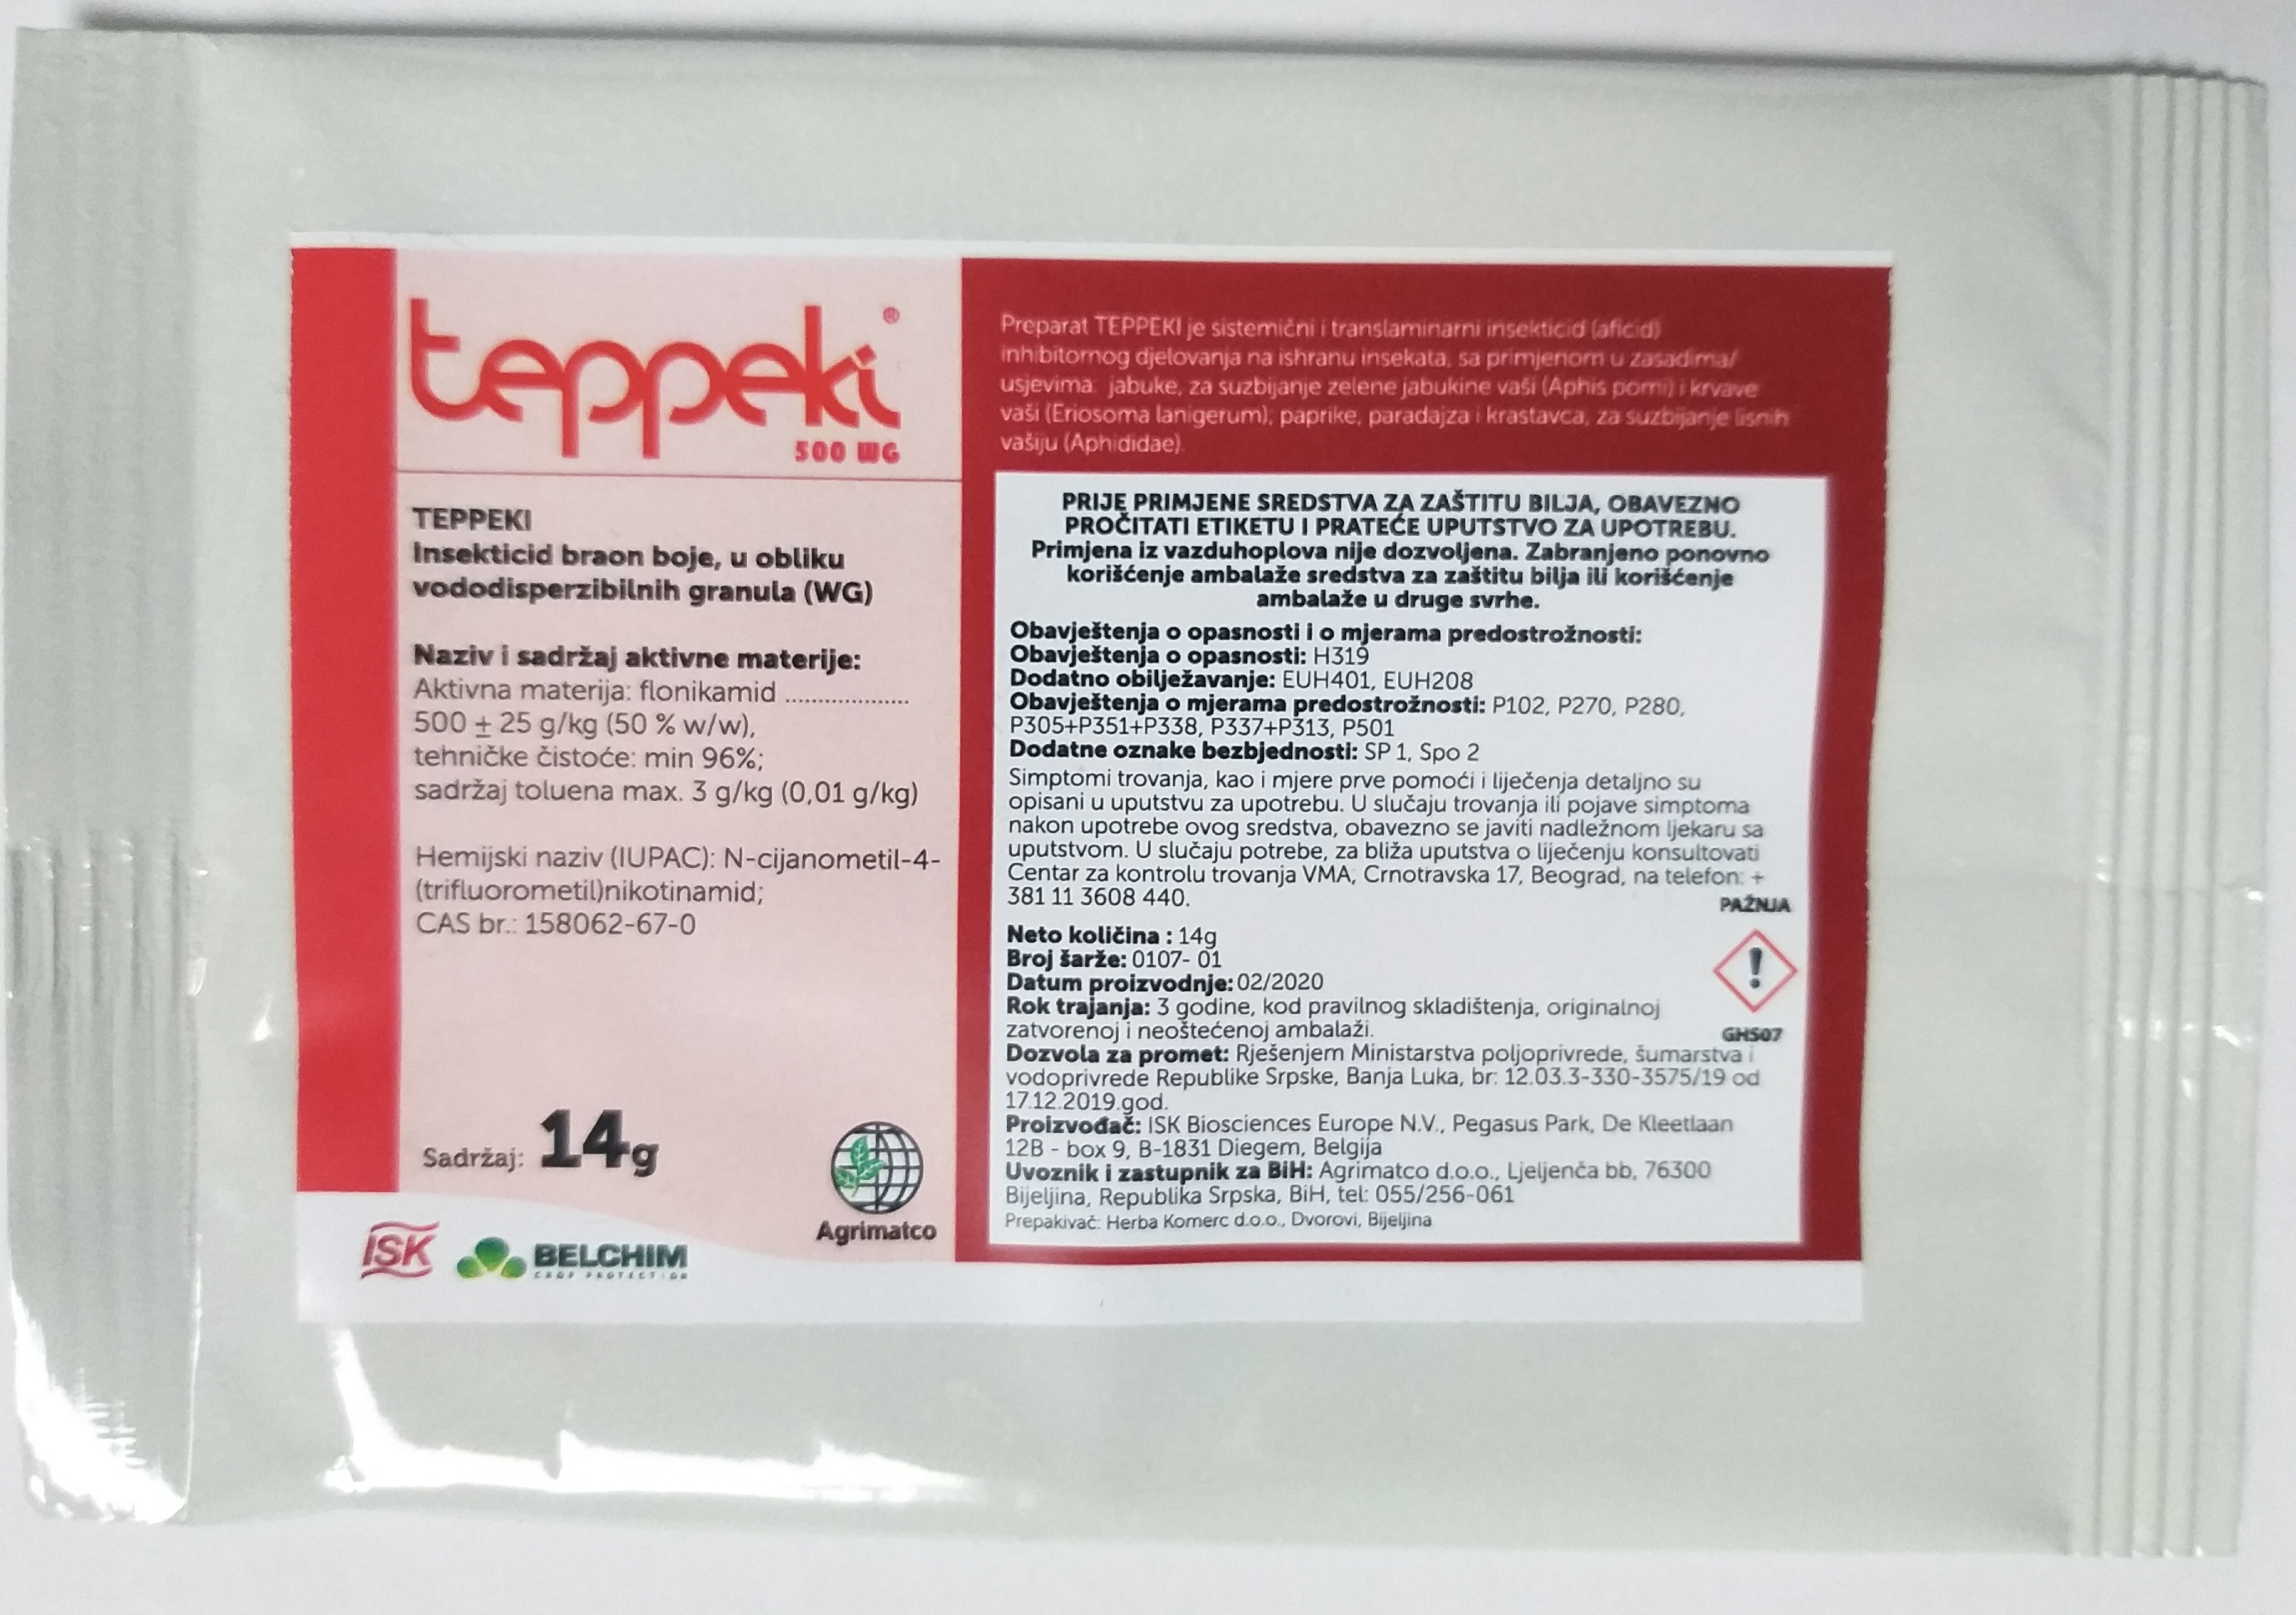 teppeki®
500 WG
TEPPEKI
Insekticid braon boje, u obliku
vododisperzibilnih granula (WG)
Naziv i sadržaj aktivne materije:
Aktivna materija: flonikamid ...................
500 ± 25 g/kg (50 % w/w),
tehničke čistoće: min 96%;
sadržaj toluena max. 3 g/kg (0,01 g/kg)
Hemijski naziv (IUPAC): N-cijanometil-4-
(trifluorometil)nikotinamid;
CAS br.: 158062-67-0
Sadržaj: 14g
Agrimatco
ISK
BELCHIM
CROP PROTECTION
Preparat TEPPEKI je sistemični i translaminarni insekticid (aficid)
inhibitornog djelovanja na ishranu insekata, sa primjenom u zasadima/
usjevima: jabuke, za suzbijanje zelene jabukine vaši (Aphis pomi) i krvave
vaši (Eriosoma lanigerum); paprike, paradajza i krastavca, za suzbijanje lisnih
vašiju (Aphididae).
PRIJE PRIMJENE SREDSTVA ZA ZAŠTITU BILJA, OBAVEZNO
PROČITATI ETIKETU I PRATEĆE UPUTSTVO ZA UPOTREBU.
Primjena iz vazduhoplova nije dozvoljena. Zabranjeno ponovno
korišćenje ambalaže sredstva za zaštitu bilja ili korišćenje
ambalaže u druge svrhe.
Obavještenja o opasnosti i o mjerama predostrožnosti:
Obavještenja o opasnosti: H319
Dodatno obilježavanje: EUH401, EUH208
Obavještenja o mjerama predostrožnosti: P102, P270, P280,
P305+P351+P338, P337+P313, P501
Dodatne oznake bezbjednosti: SP 1, Spo 2
Simptomi trovanja, kao i mjere prve pomoći i liječenja detaljno su
opisani u uputstvu za upotrebu. U slučaju trovanja ili pojave simptoma
nakon upotrebe ovog sredstva, obavezno se javiti nadležnom ljekaru sa
uputstvom. U slučaju potrebe, za bliža uputstva o liječenju konsultovati
Centar za kontrolu trovanja VMA, Crnotravska 17, Beograd, na telefon: +
381 11 3608 440.
PAŽNJA
GHS07
Neto količina : 14g
Broj šarže: 0107- 01
Datum proizvodnje: 02/2020
Rok trajanja: 3 godine, kod pravilnog skladištenja, originalnoj
zatvorenoj i neoštećenoj ambalaži.
Dozvola za promet: Rješenjem Ministarstva poljoprivrede, šumarstva i
vodoprivrede Republike Srpske, Banja Luka, br: 12.03.3-330-3575/19 od
17.12.2019.god.
Proizvođač: ISK Biosciences Europe N.V., Pegasus Park, De Kleetlaan
12B - box 9, B-1831 Diegem, Belgija
Uvoznik i zastupnik za BiH: Agrimatco d.o.o., Ljeljenča bb, 76300
Bijeljina, Republika Srpska, BiH, tel: 055/256-061
Prepakivač: Herba Komerc d.o.o., Dvorovi, Bijeljina